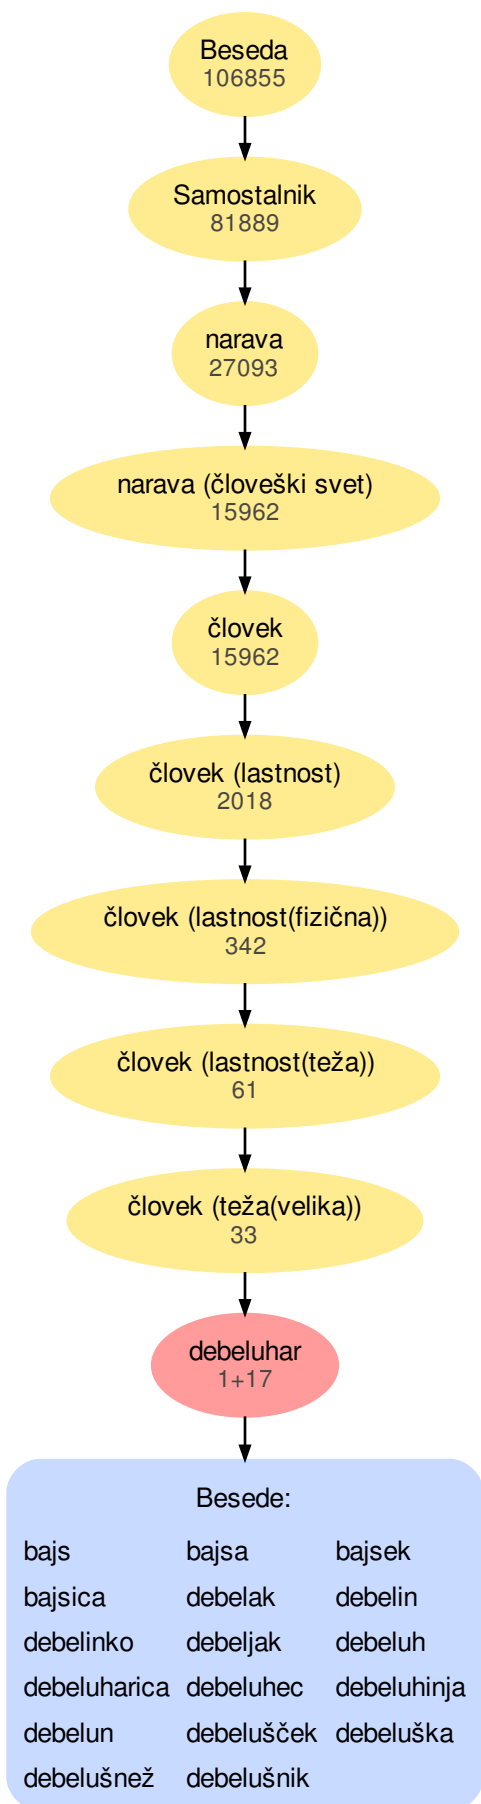 Beseda
106855
Samostalnik
81889
narava
27093
narava (človeški svet)
15962
človek
15962
človek (lastnost)
2018
človek (lastnost(fizična))
342
človek (lastnost(teža))
61
človek (teža(velika))
33
debeluhar
1+17
Besede:
bajs bajsa bajsek
bajsica debelak debelin
debelinko debeljak debeluh
debeluharica debeluhec debeluhinja
debelun debelušček debeluška
debelušnež debelušnik